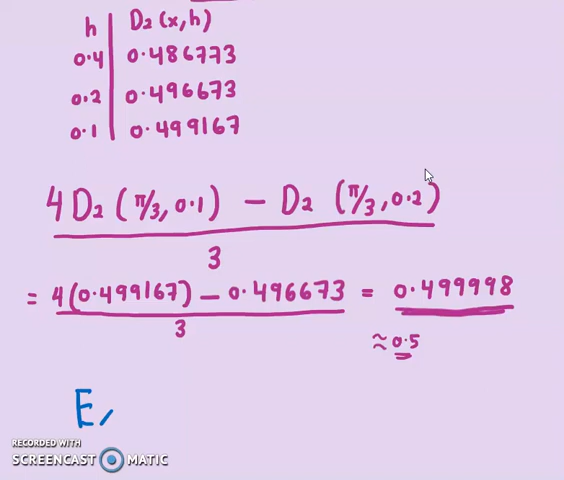 h D₂(x,h)
0.4 0.486773
0.2 0.496673
0.1 0.499167
4D₂(π/3,0.1) - D₂(π/3,0.2)
3
= 4(0.499167) - 0.496673 = 0.499998
3
≈ 0.5
E
RECORDED WITH
SCREENCAST MATIC